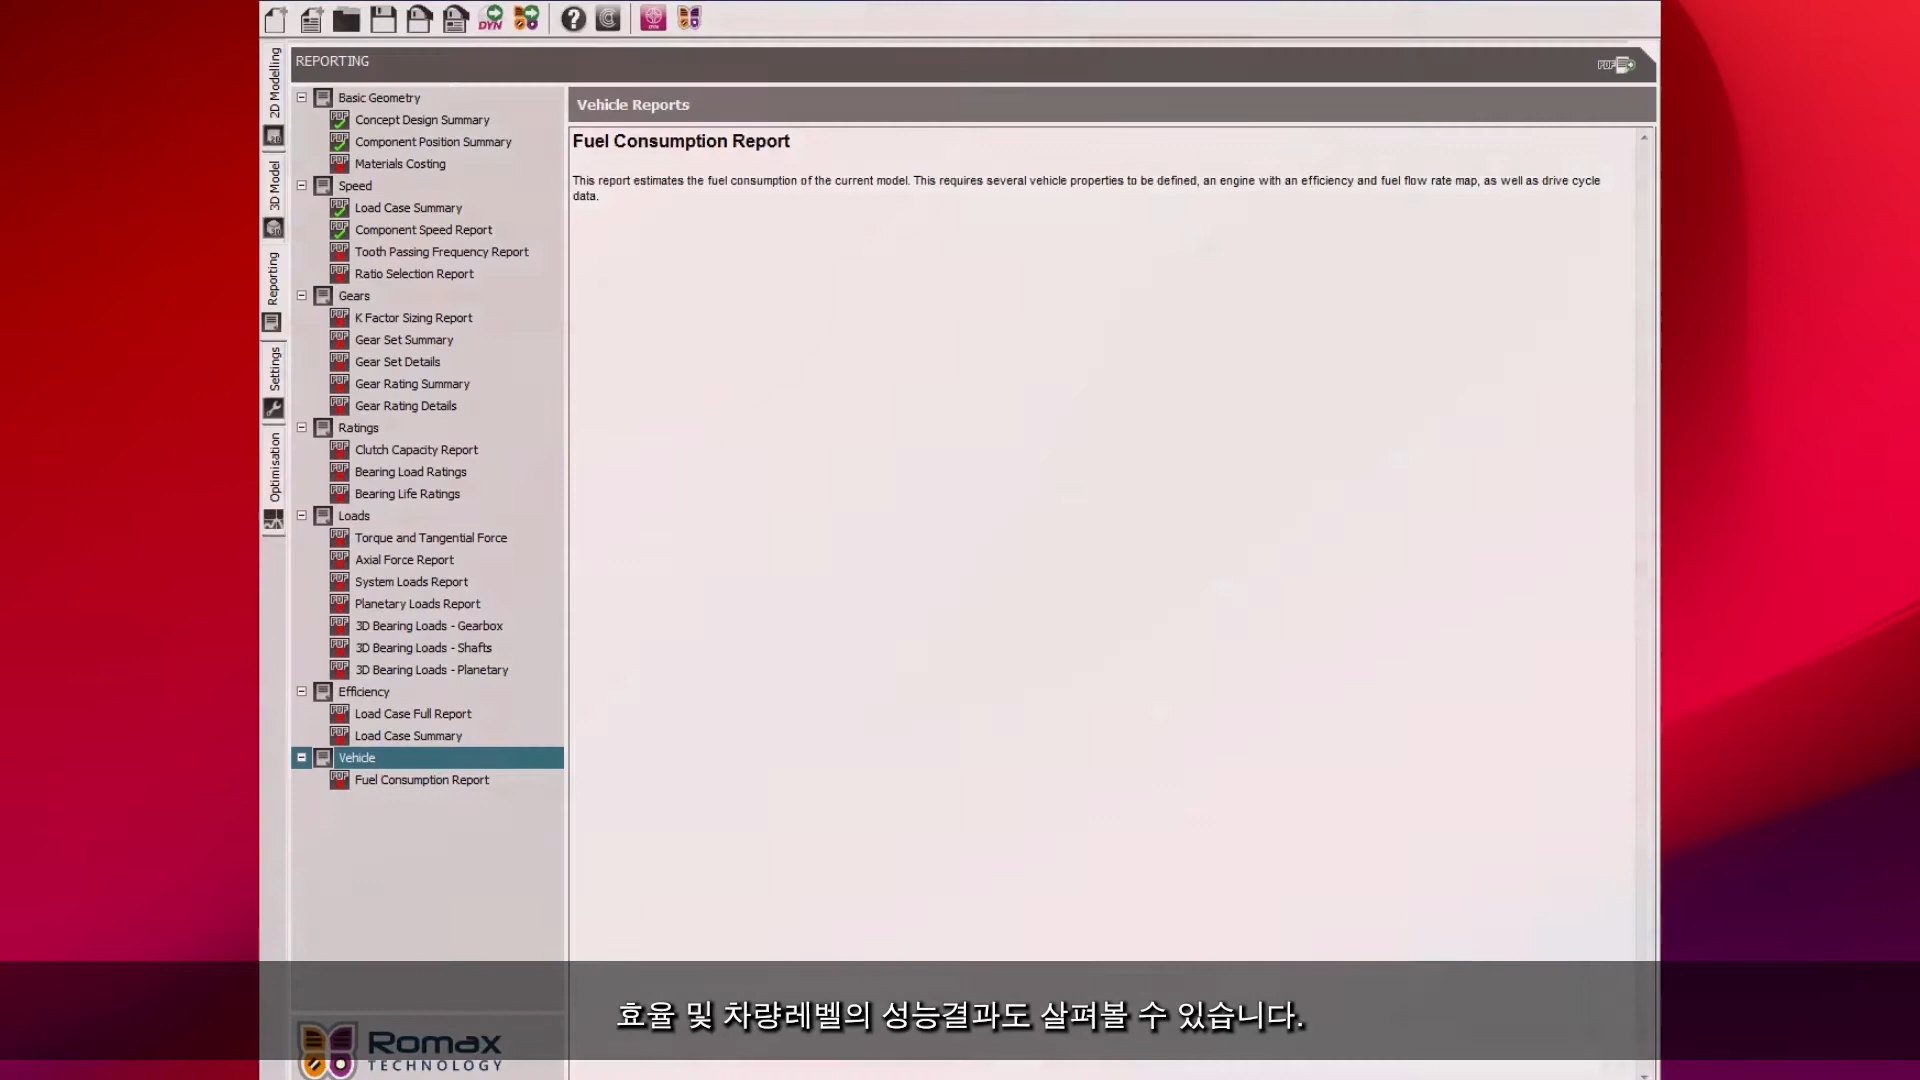 DYN
REPORTING
PDF
2D Modelling
3D Model
Reporting
Settings
Optimisation
Basic Geometry
Concept Design Summary
Component Position Summary
Materials Costing
Speed
Load Case Summary
Component Speed Report
Tooth Passing Frequency Report
Ratio Selection Report
Gears
K Factor Sizing Report
Gear Set Summary
Gear Set Details
Gear Rating Summary
Gear Rating Details
Ratings
Clutch Capacity Report
Bearing Load Ratings
Bearing Life Ratings
Loads
Torque and Tangential Force
Axial Force Report
System Loads Report
Planetary Loads Report
3D Bearing Loads - Gearbox
3D Bearing Loads - Shafts
3D Bearing Loads - Planetary
Efficiency
Load Case Full Report
Load Case Summary
Vehicle
Fuel Consumption Report
Vehicle Reports
Fuel Consumption Report
This report estimates the fuel consumption of the current model. This requires several vehicle properties to be defined, an engine with an efficiency and fuel flow rate map, as well as drive cycle
data.
효율 및 차량레벨의 성능결과도 살펴볼 수 있습니다.
Romax
TECHNOLOGY